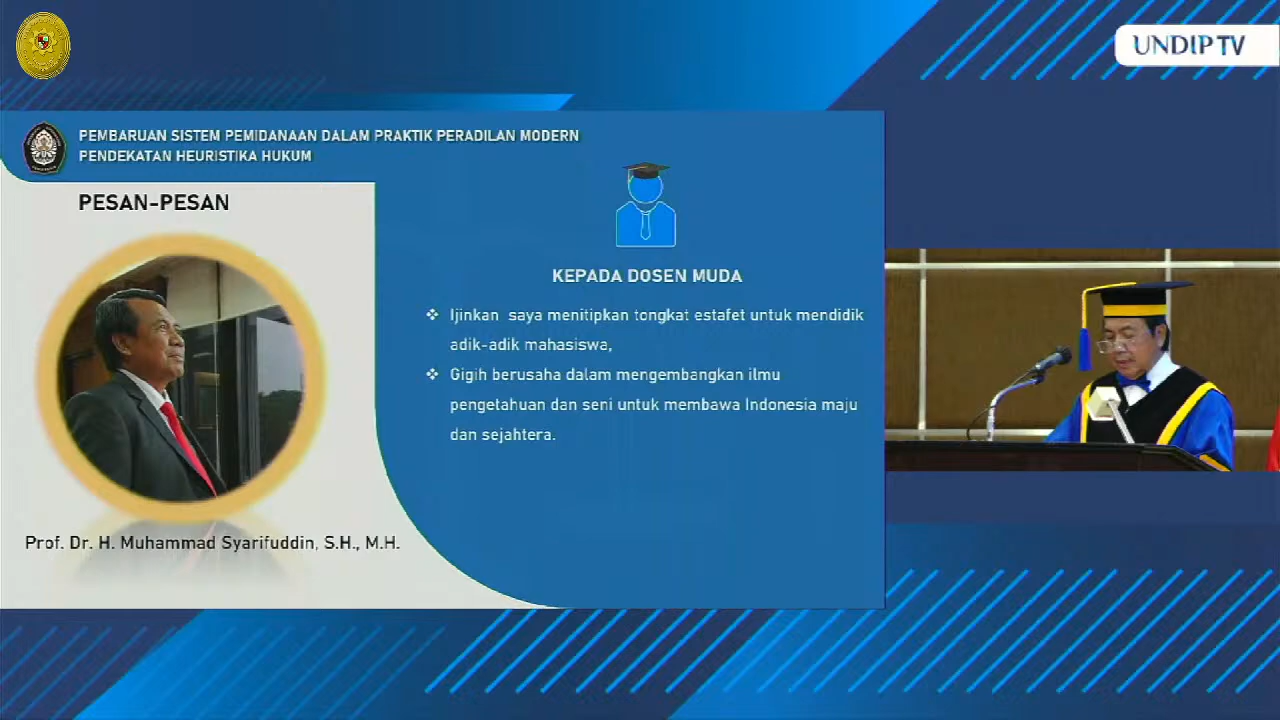 UNDIP TV
PEMBARUAN SISTEM PEMIDANAAN DALAM PRAKTIK PERADILAN MODERN
PENDEKATAN HEURISTIKA HUKUM
PESAN-PESAN
KEPADA DOSEN MUDA
❖ Ijinkan saya menitipkan tongkat estafet untuk mendidik
adik-adik mahasiswa,
❖ Gigih berusaha dalam mengembangkan ilmu
pengetahuan dan seni untuk membawa Indonesia maju
dan sejahtera.
Prof. Dr. H. Muhammad Syarifuddin, S.H., M.H.